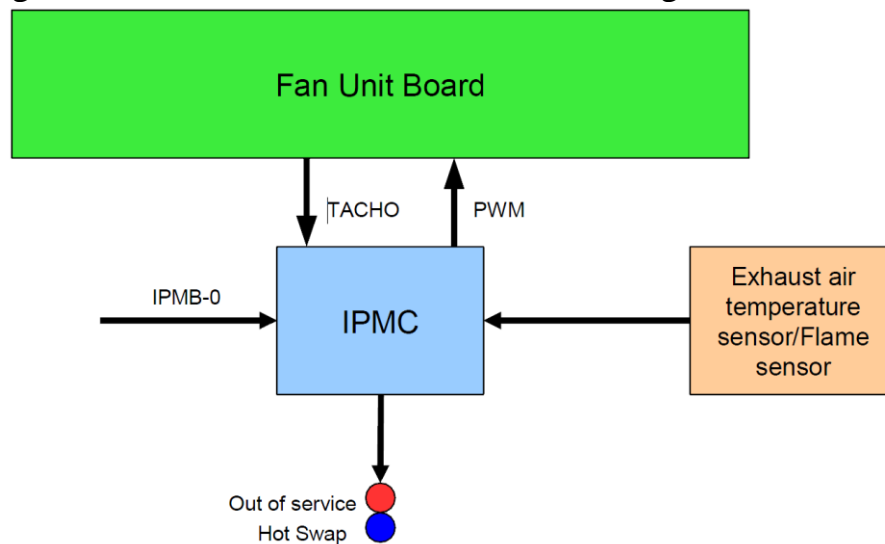 Fan Unit Board
TACHO
PWM
IPMB-0
IPMC
Exhaust air
temperature
sensor/Flame
sensor
Out of service
Hot Swap